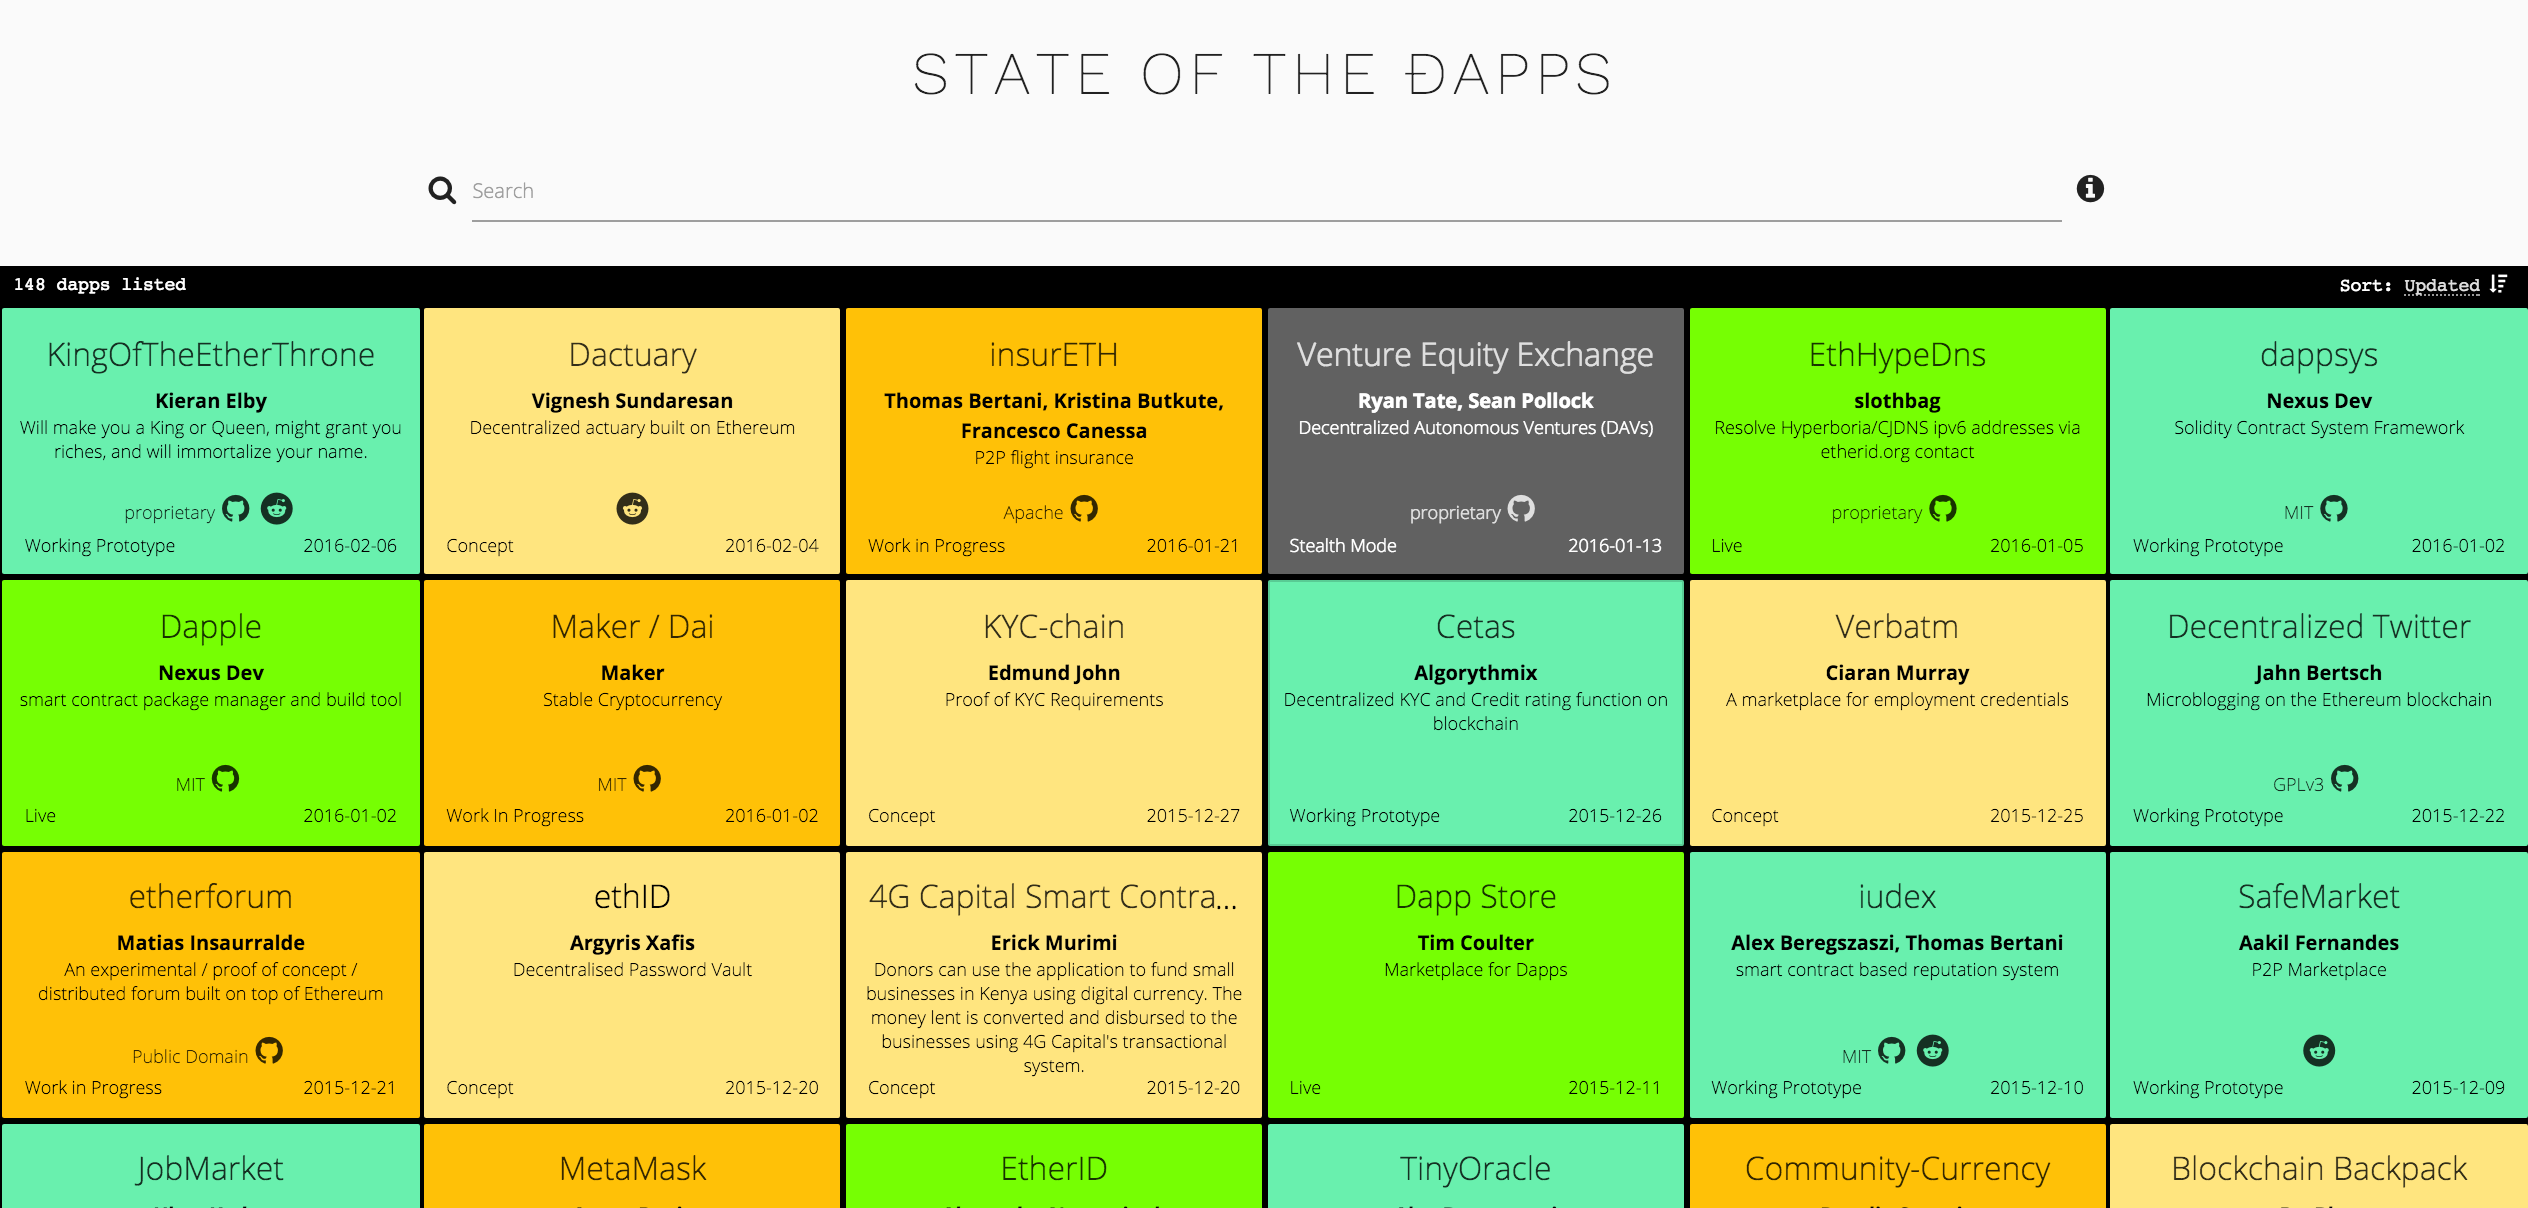 STATE OF THE ÐAPPS
Search
148 dapps listed
Sort: Updated
KingOfTheEtherThrone
Kieran Elby
Will make you a King or Queen, might grant you
riches, and will immortalize your name.
proprietary
Working Prototype 2016-02-06
Dactuary
Vignesh Sundaresan
Decentralized actuary built on Ethereum
Concept 2016-02-04
insurETH
Thomas Bertani, Kristina Butkute,
Francesco Canessa
P2P flight insurance
Apache
Work in Progress 2016-01-21
Venture Equity Exchange
Ryan Tate, Sean Pollock
Decentralized Autonomous Ventures (DAVs)
proprietary
Stealth Mode 2016-01-13
EthHypeDns
slothbag
Resolve Hyperboria/CJDNS ipv6 addresses via
etherid.org contact
proprietary
Live 2016-01-05
dappsys
Nexus Dev
Solidity Contract System Framework
MIT
Working Prototype 2016-01-02
Dapple
Nexus Dev
smart contract package manager and build tool
MIT
Live 2016-01-02
Maker / Dai
Maker
Stable Cryptocurrency
MIT
Work In Progress 2016-01-02
KYC-chain
Edmund John
Proof of KYC Requirements
Concept 2015-12-27
Cetas
Algorythmix
Decentralized KYC and Credit rating function on
blockchain
Working Prototype 2015-12-26
Verbatm
Ciaran Murray
A marketplace for employment credentials
Concept 2015-12-25
Decentralized Twitter
Jahn Bertsch
Microblogging on the Ethereum blockchain
GPLv3
Working Prototype 2015-12-22
etherforum
Matias Insaurralde
An experimental / proof of concept /
distributed forum built on top of Ethereum
Public Domain
Work in Progress 2015-12-21
ethID
Argyris Xafis
Decentralised Password Vault
Concept 2015-12-20
4G Capital Smart Contra...
Erick Murimi
Donors can use the application to fund small
businesses in Kenya using digital currency. The
money lent is converted and disbursed to the
businesses using 4G Capital's transactional
system.
Concept 2015-12-20
Dapp Store
Tim Coulter
Marketplace for Dapps
Live 2015-12-11
iudex
Alex Beregszaszi, Thomas Bertani
smart contract based reputation system
MIT
Working Prototype 2015-12-10
SafeMarket
Aakil Fernandes
P2P Marketplace
Working Prototype 2015-12-09
JobMarket
MetaMask
EtherID
TinyOracle
Community-Currency
Blockchain Backpack